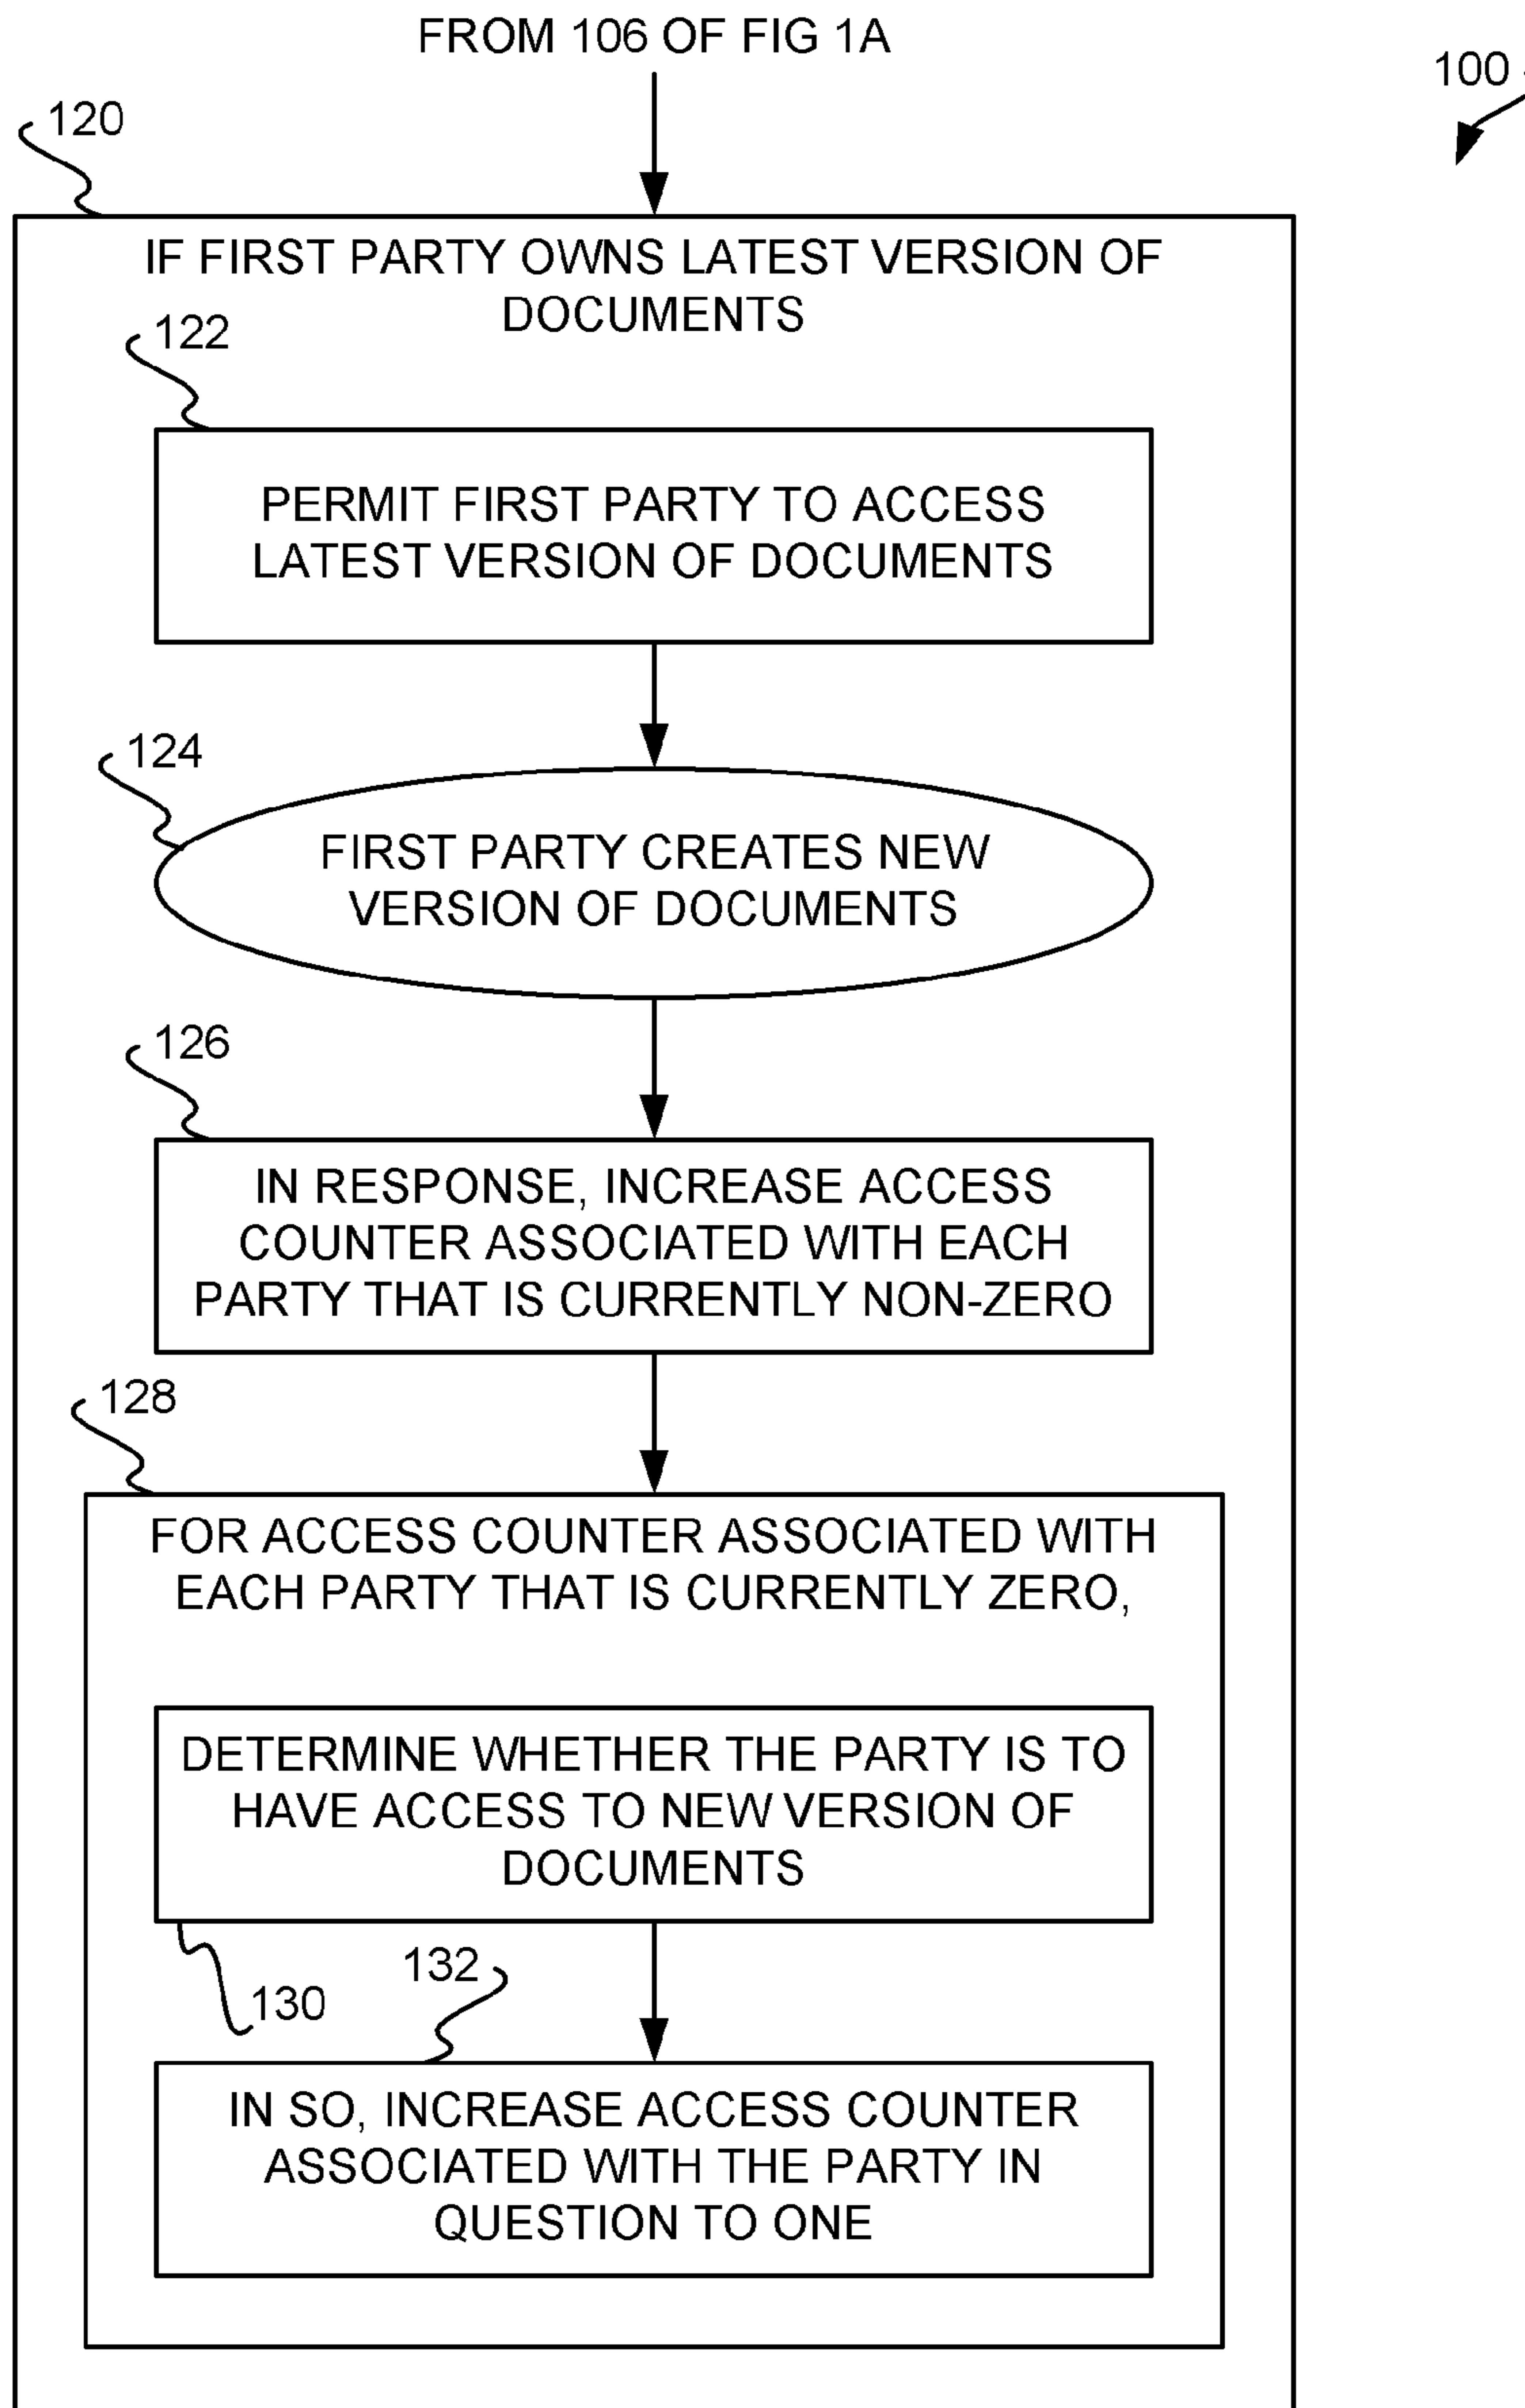 FROM 106 OF FIG 1A
100
120
IF FIRST PARTY OWNS LATEST VERSION OF
DOCUMENTS
122
PERMIT FIRST PARTY TO ACCESS
LATEST VERSION OF DOCUMENTS
124
FIRST PARTY CREATES NEW
VERSION OF DOCUMENTS
126
IN RESPONSE, INCREASE ACCESS
COUNTER ASSOCIATED WITH EACH
PARTY THAT IS CURRENTLY NON-ZERO
128
FOR ACCESS COUNTER ASSOCIATED WITH
EACH PARTY THAT IS CURRENTLY ZERO,
DETERMINE WHETHER THE PARTY IS TO
HAVE ACCESS TO NEW VERSION OF
DOCUMENTS
130
132
IN SO, INCREASE ACCESS COUNTER
ASSOCIATED WITH THE PARTY IN
QUESTION TO ONE